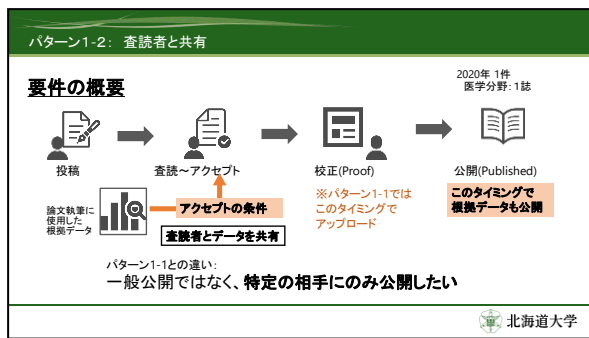 パターン1-2： 査読者と共有
要件の概要
2020年 1件
医学分野：1誌
投稿
査読～アクセプト
校正(Proof)
公開(Published)
論文執筆に
使用した
根拠データ
アクセプトの条件
査読者とデータを共有
※パターン1-1では
このタイミングで
アップロード
このタイミングで
根拠データも公開
パターン1-1との違い：
一般公開ではなく、特定の相手にのみ公開したい
北海道大学